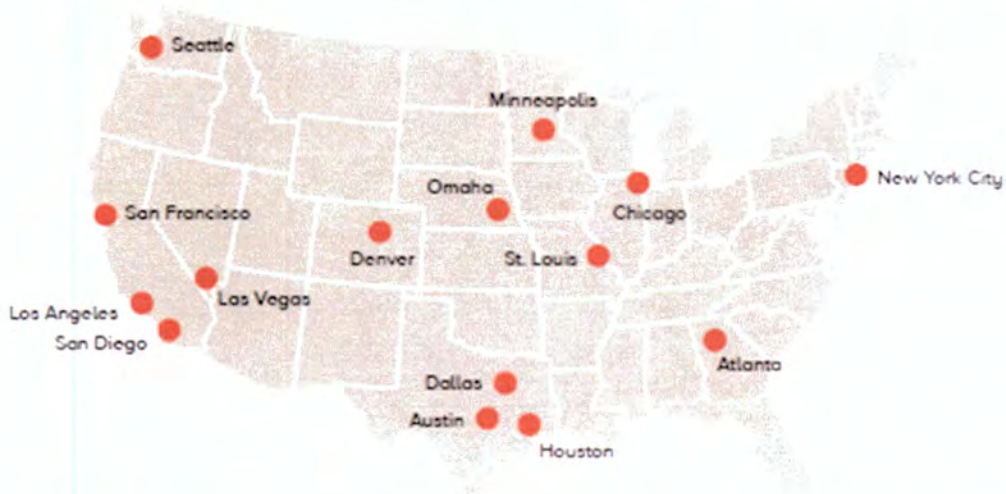 Seattle
Minneapolis
New York City
Omaha
San Francisco
Chicago
Denver
St. Louis
Las Vegas
Los Angeles
San Diego
Atlanta
Dallas
Austin
Houston